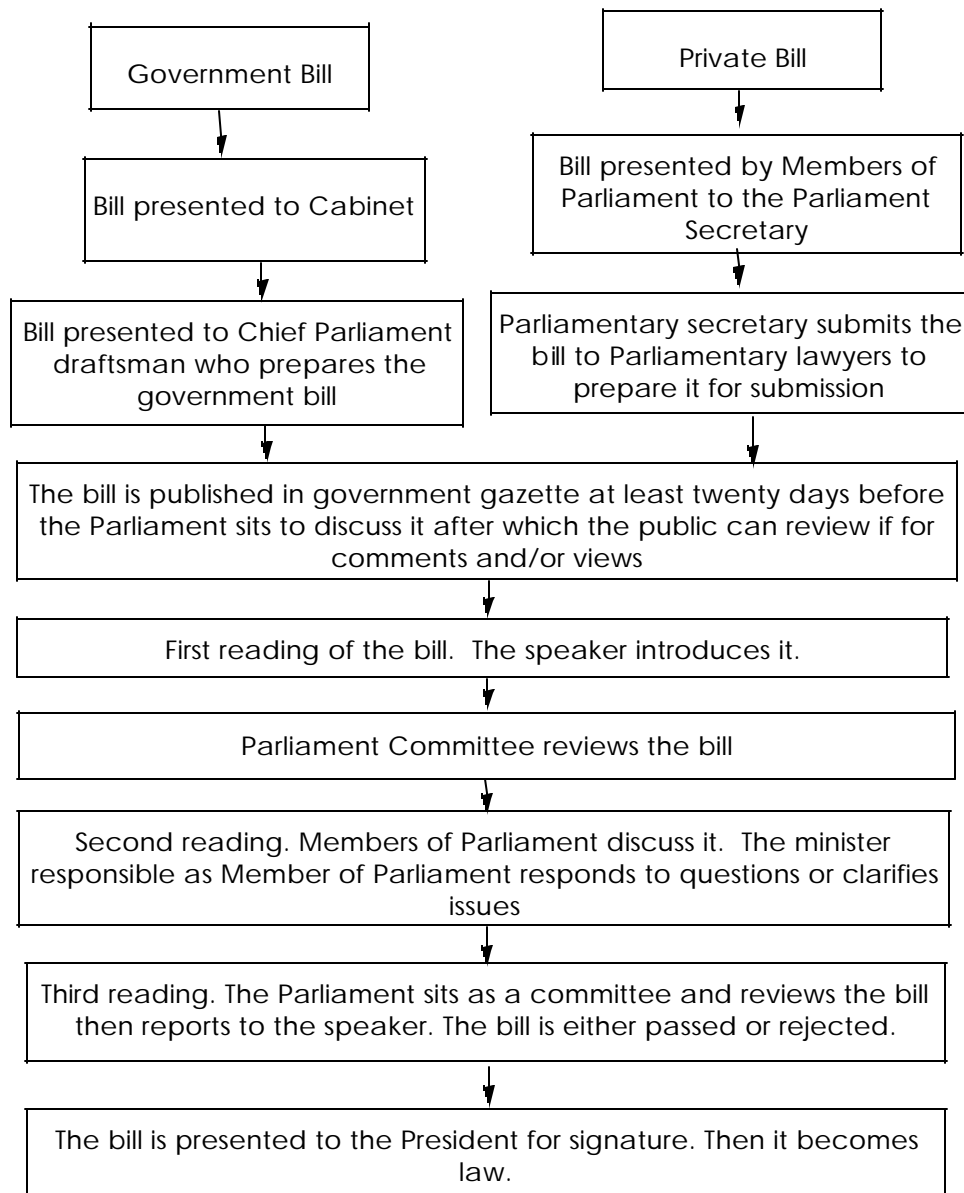 Government Bill
Private Bill
Bill presented to Cabinet
Bill presented by Members of
Parliament to the Parliament
Secretary
Bill presented to Chief Parliament
draftsman who prepares the
government bill
Parliamentary secretary submits the
bill to Parliamentary lawyers to
prepare it for submission
The bill is published in government gazette at least twenty days before
the Parliament sits to discuss it after which the public can review if for
comments and/or views
First reading of the bill.  The speaker introduces it.
Parliament Committee reviews the bill
Second reading. Members of Parliament discuss it.  The minister
responsible as Member of Parliament responds to questions or clarifies
issues
Third reading. The Parliament sits as a committee and reviews the bill
then reports to the speaker. The bill is either passed or rejected.
The bill is presented to the President for signature. Then it becomes
law.